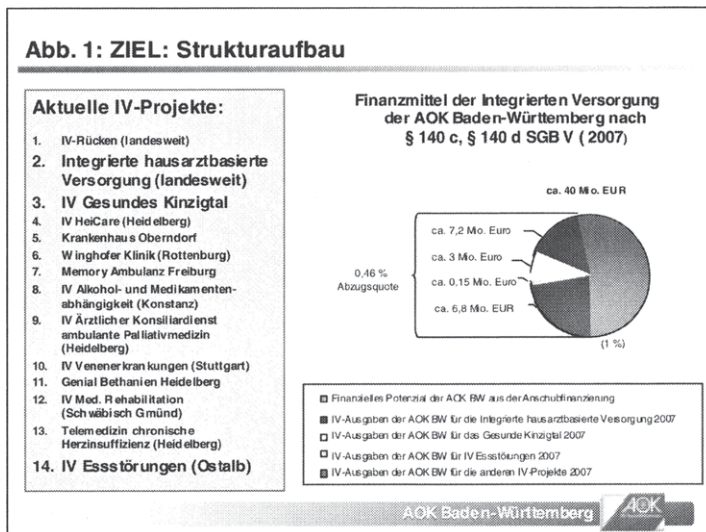 Abb. 1: ZIEL: Strukturaufbau
Aktuelle IV-Projekte:
1. IV-Rücken (landesweit)
2. Integrierte hausarztbasierte
Versorgung (landesweit)
3. IV Gesundes Kinzigtal
4. IV HeiCare (Heidelberg)
5. Krankenhaus Oberndorf
6. Winghofer Klinik (Rottenburg)
7. Memory Ambulanz Freiburg
8. IV Alkohol- und Medikamenten-
abhängigkeit (Konstanz)
9. IV Ärztlicher Konsiliardienst
ambulante Palliativmedizin
(Heidelberg)
10. IV Venenerkrankungen (Stuttgart)
11. Genial Bethanien Heidelberg
12. IV Med. Rehabilitation
(Schwäbisch Gmünd)
13. Telemedizin chronische
Herzinsuffizienz (Heidelberg)
14. IV Essstörungen (Ostalb)
Finanzmittel der Integrierten Versorgung
der AOK Baden-Württemberg nach
§ 140 c, § 140 d SGB V ( 2007)
ca. 40 Mio. EUR
ca. 7,2 Mio. Euro
ca. 3 Mio. Euro
ca. 0,15 Mio. Euro
ca. 6,8 Mio. EUR
0,46 %
Abzugsquote
(1 %)
Finanzielles Potenzial der AOK BW aus der Anschubfinanzierung
IV-Ausgaben der AOK BW für die Integrierte hausarztbasierte Versorgung 2007
IV-Ausgaben der AOK BW für das Gesunde Kinzigtal 2007
IV-Ausgaben der AOK BW für IV Essstörungen 2007
IV-Ausgaben der AOK BW für die anderen IV-Projekte 2007
AOK Baden-Württemberg
AOK